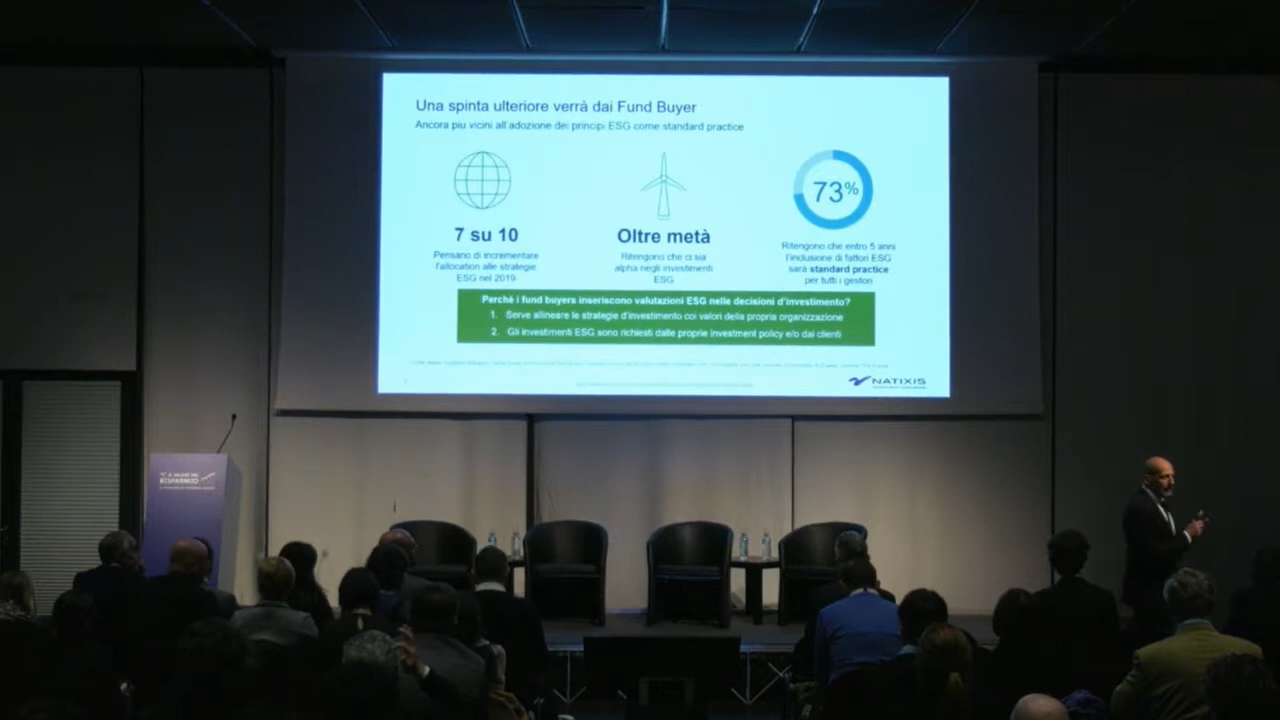 Una spinta ulteriore verrà dai Fund Buyer
Ancora piu vicini all'adozione dei principi ESG come standard practice
7 su 10
Pensano di incrementare
l'allocation alle strategie
ESG nel 2019
Oltre metà
Ritengono che ci sia
alpha negli investimenti
ESG
73%
Ritengono che entro 5 anni
l'inclusione di fattori ESG
sarà standard practice
per tutti i gestori
Perché i fund buyers inseriscono valutazioni ESG nelle decisioni d'investimento?
1. Serve allineare le strategie d'investimento coi valori della propria organizzazione
2. Gli investimenti ESG sono richiesti dalle proprie investment policy e/o dai clienti
NATIXIS
IL SALONE DEL
RISPARMIO